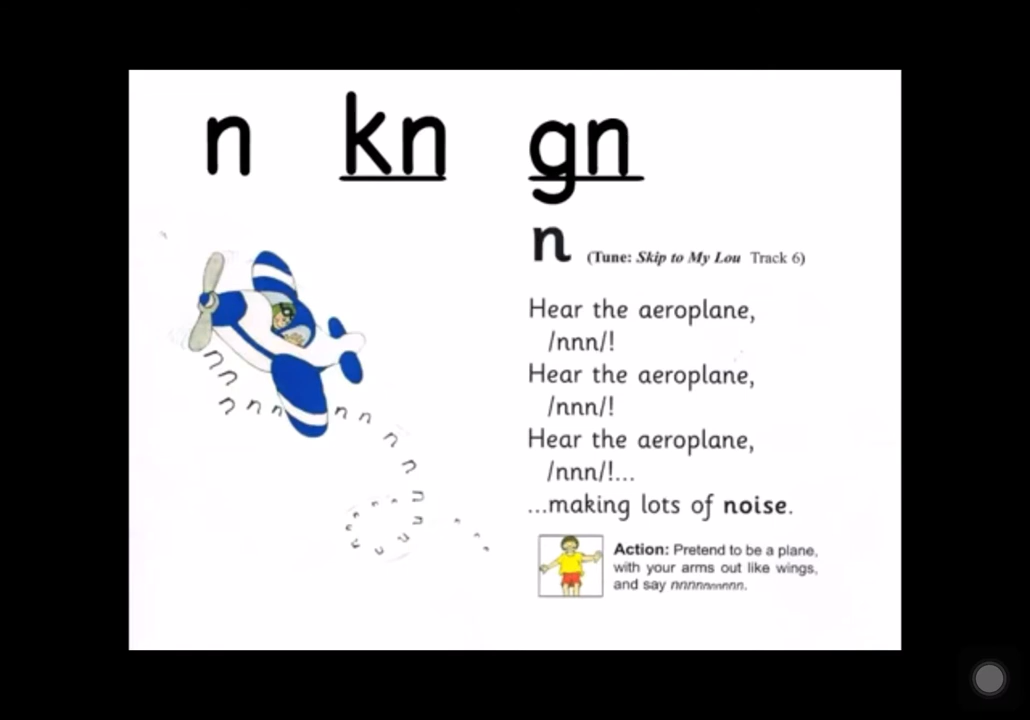 n kn gn
n (Tune: Skip to My Lou Track 6)
Hear the aeroplane,
/nnn/!
Hear the aeroplane,
/nnn/!
Hear the aeroplane,
/nnn/!...
...making lots of noise.
Action: Pretend to be a plane,
with your arms out like wings,
and say nnnnnnnnn.